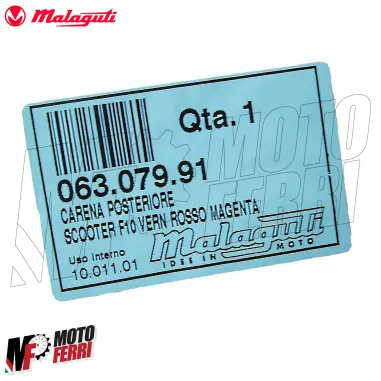 Malaguti
Qta. 1
063.079.91
CARENA POSTERIORE
SCOOTER F10 VERN ROSSO MAGENTA
Uso interno
10.011.01
malaguti
IDEE IN MOTO
MOTO
FERRI
MF MOTO
FERRI